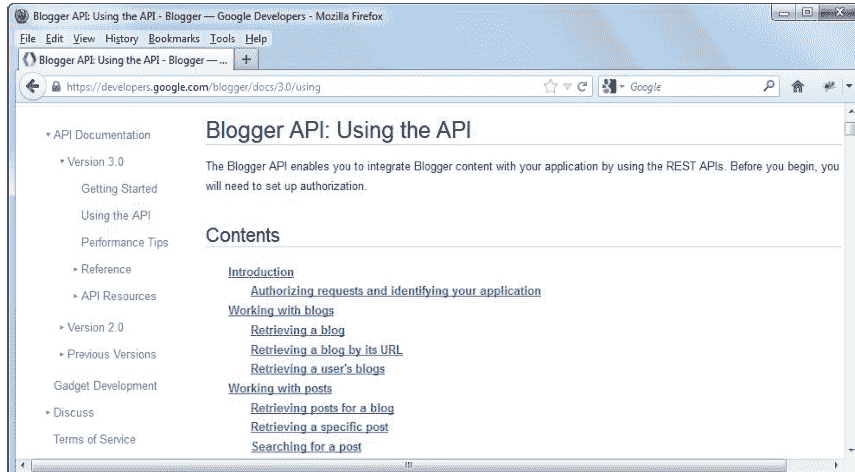 Blogger API: Using the API - Blogger — Google Developers - Mozilla Firefox
File Edit View History Bookmarks Tools Help
Blogger API: Using the API - Blogger — ...
https://developers.google.com/blogger/docs/3.0/using
Google
API Documentation
Version 3.0
Getting Started
Using the API
Performance Tips
Reference
API Resources
Version 2.0
Previous Versions
Gadget Development
Discuss
Terms of Service
Blogger API: Using the API
The Blogger API enables you to integrate Blogger content with your application by using the REST APIs. Before you begin, you
will need to set up authorization.
Contents
Introduction
Authorizing requests and identifying your application
Working with blogs
Retrieving a blog
Retrieving a blog by its URL
Retrieving a user's blogs
Working with posts
Retrieving posts for a blog
Retrieving a specific post
Searching for a post